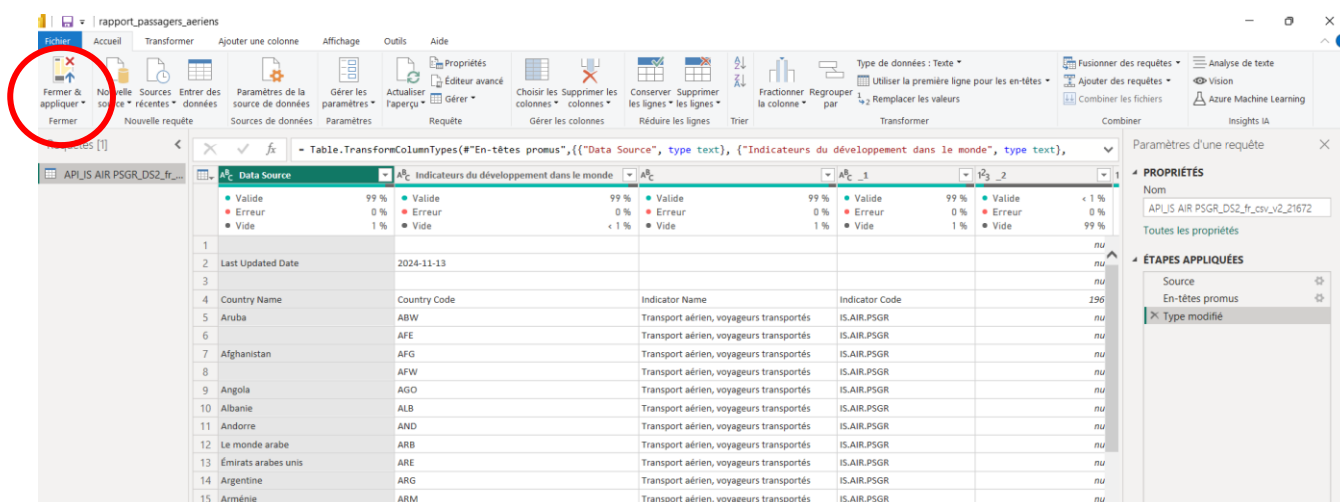 rapport_passagers_aeriens
Fichier Accueil Transformer Ajouter une colonne Affichage Outils Aide
Fermer & appliquer
Nouvelle source
Sources récentes
Entrer des données
Paramètres de la source de données
Gérer les paramètres
Actualiser l'aperçu
Propriétés
Éditeur avancé
Gérer
Choisir les colonnes
Supprimer les colonnes
Conserver les lignes
Supprimer les lignes
Fractionner la colonne
Regrouper par
Type de données : Texte
Utiliser la première ligne pour les en-têtes
Remplacer les valeurs
Fusionner des requêtes
Ajouter des requêtes
Combiner les fichiers
Analyse de texte
Vision
Azure Machine Learning
Fermer Nouvelle requête Sources de données Paramètres Requête Gérer les colonnes Réduire les lignes Trier Transformer Combiner Insights IA
Requêtes [1]
API_IS AIR PSGR_DS2_fr_...
fx = Table.TransformColumnTypes(#"En-têtes promus",{{"Data Source", type text}, {"Indicateurs du développement dans le monde", type text},
Data Source Indicateurs du développement dans le monde _1 _2
Valide 99 % Valide 99 % Valide 99 % Valide 99 % Valide < 1 %
Erreur 0 % Erreur 0 % Erreur 0 % Erreur 0 % Erreur 0 %
Vide 1 % Vide < 1 % Vide 1 % Vide 1 % Vide 99 %
1 nu
2 Last Updated Date 2024-11-13 nu
3 nu
4 Country Name Country Code Indicator Name Indicator Code 196
5 Aruba ABW Transport aérien, voyageurs transportés IS.AIR.PSGR nu
6 AFE Transport aérien, voyageurs transportés IS.AIR.PSGR nu
7 Afghanistan AFG Transport aérien, voyageurs transportés IS.AIR.PSGR nu
8 AFW Transport aérien, voyageurs transportés IS.AIR.PSGR nu
9 Angola AGO Transport aérien, voyageurs transportés IS.AIR.PSGR nu
10 Albanie ALB Transport aérien, voyageurs transportés IS.AIR.PSGR nu
11 Andorre AND Transport aérien, voyageurs transportés IS.AIR.PSGR nu
12 Le monde arabe ARB Transport aérien, voyageurs transportés IS.AIR.PSGR nu
13 Émirats arabes unis ARE Transport aérien, voyageurs transportés IS.AIR.PSGR nu
14 Argentine ARG Transport aérien, voyageurs transportés IS.AIR.PSGR nu
15 Arménie ARM Transport aérien, voyageurs transportés IS.AIR.PSGR nu
Paramètres d'une requête
PROPRIÉTÉS
Nom
API_IS AIR PSGR_DS2_fr_csv_v2_21672
Toutes les propriétés
ÉTAPES APPLIQUÉES
Source
En-têtes promus
Type modifié